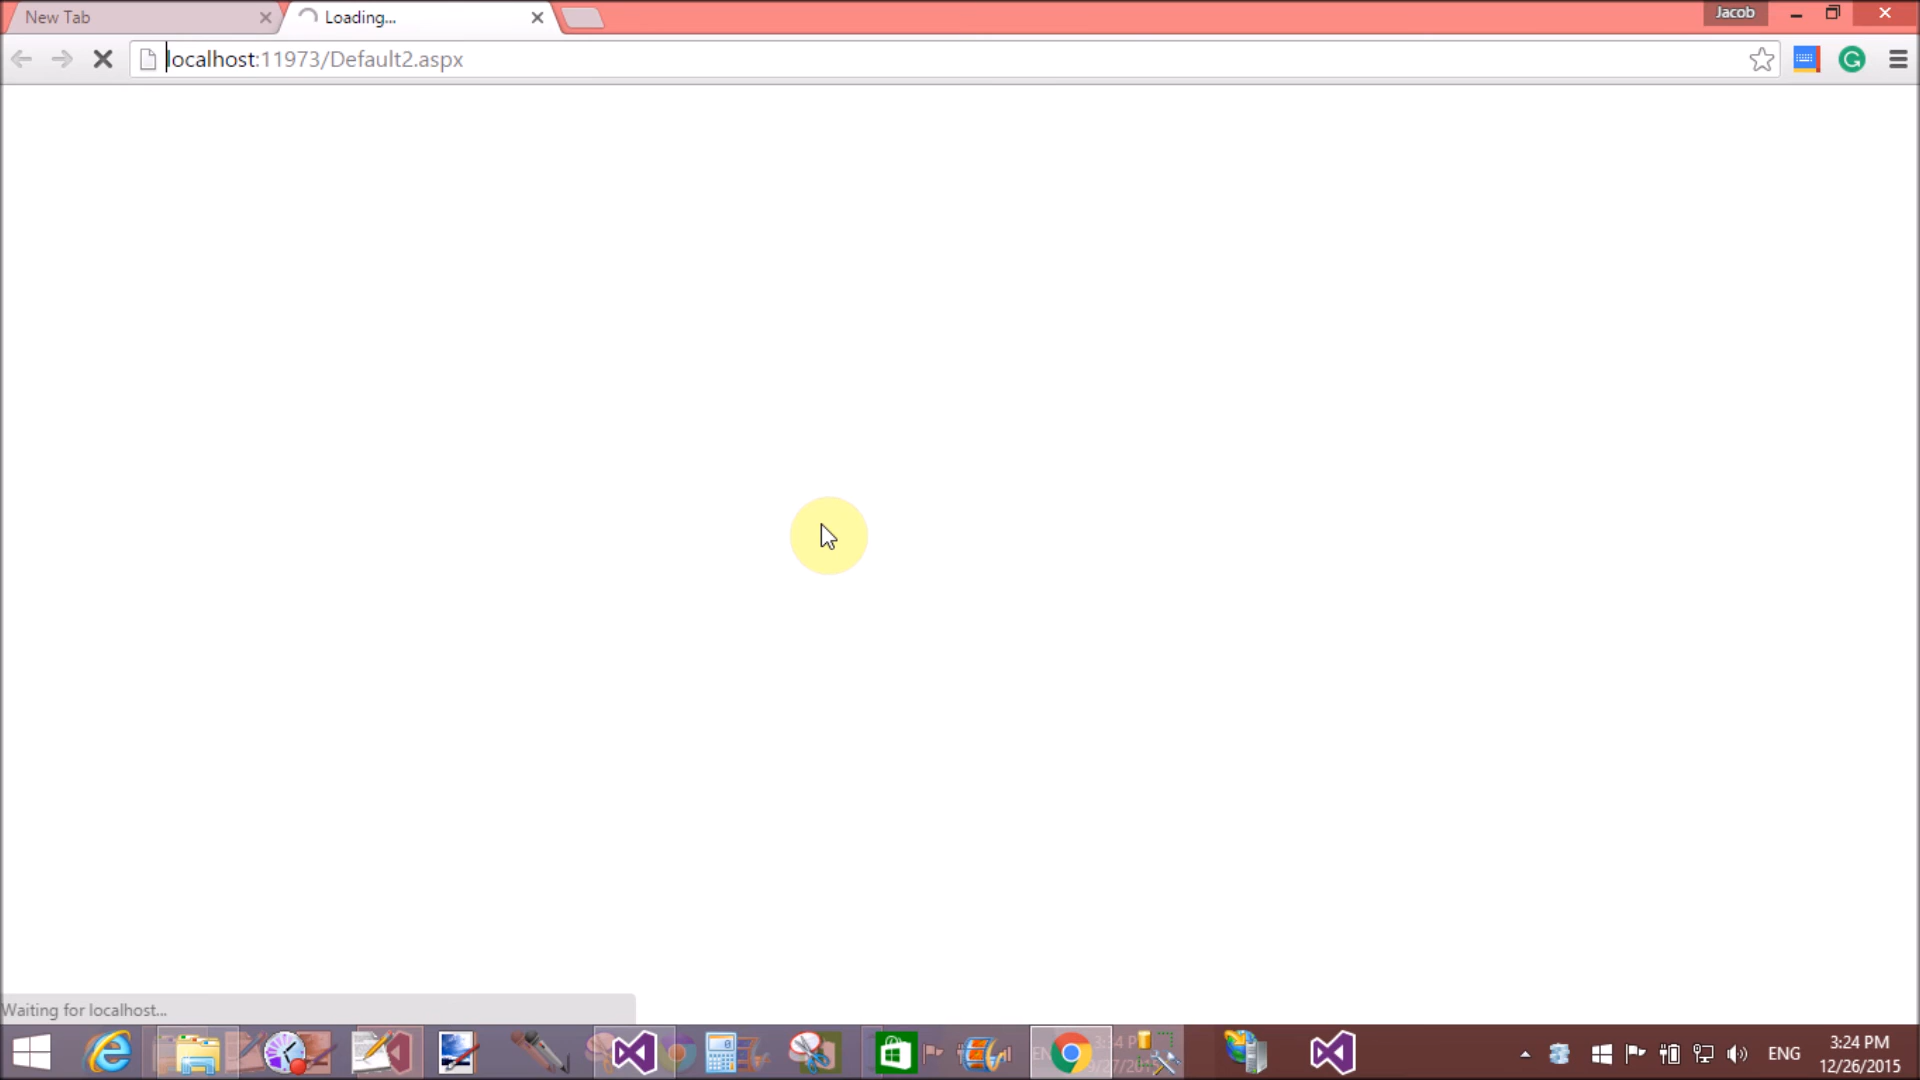 New Tab
Loading...
Jacob
localhost:11973/Default2.aspx
Waiting for localhost...
ENG
3:24 PM
12/26/2015